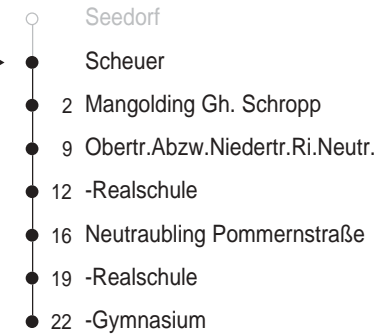 Seedorf
Scheuer
2 Mangolding Gh. Schropp
9 Obertr.Abzw.Niedertr.Ri.Neutr.
12 -Realschule
16 Neutraubling Pommernstraße
19 -Realschule
22 -Gymnasium